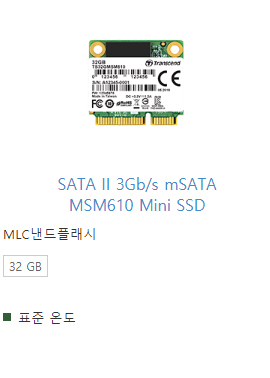 32GB
TS32GMSM610
Transcend
SATA II 3Gb/s mSATA
MSM610 Mini SSD
MLC낸드플래시
32 GB
표준 온도